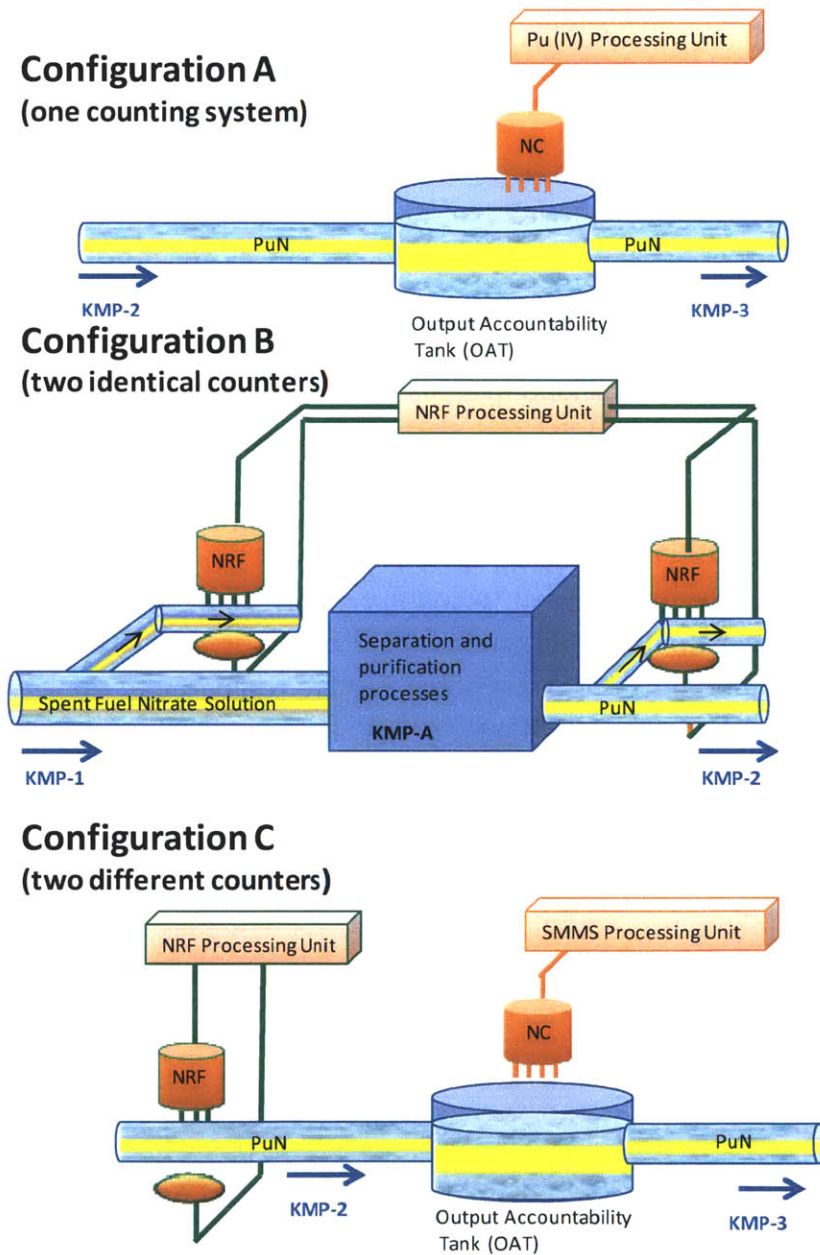 Configuration A
(one counting system)
Pu (IV) Processing Unit
NC
PuN
PuN
KMP-2
KMP-3
Output Accountability
Tank (OAT)
Configuration B
(two identical counters)
NRF Processing Unit
NRF
NRF
Separation and
purification
processes
KMP-A
Spent Fuel Nitrate Solution
PuN
KMP-1
KMP-2
Configuration C
(two different counters)
NRF Processing Unit
SMMS Processing Unit
NRF
NC
PuN
PuN
KMP-2
KMP-3
Output Accountability
Tank (OAT)